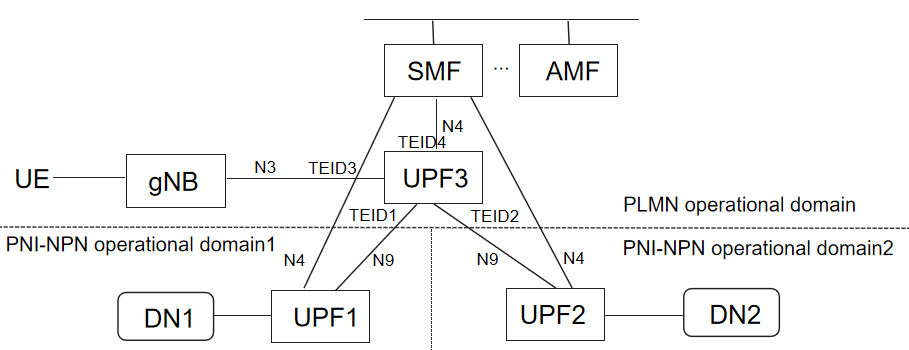 SMF
...
AMF
N4
TEID4
N3
TEID3
UE
gNB
UPF3
TEID1
TEID2
PLMN operational domain
PNI-NPN operational domain1
PNI-NPN operational domain2
N4
N9
N9
N4
DN1
UPF1
UPF2
DN2